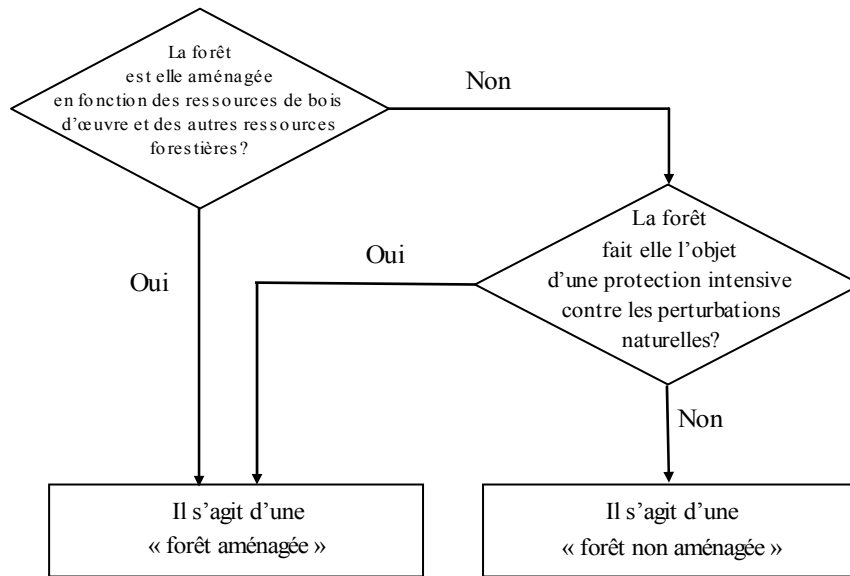 La forêt
est elle aménagée
en fonction des ressources de bois
d’œuvre et des autres ressources
forestières?
Non
La forêt
fait elle l’objet
d’une protection intensive
contre les perturbations
naturelles?
Oui
Oui
Non
Il s’agit d’une
« forêt aménagée »
Il s’agit d’une
« forêt non aménagée »